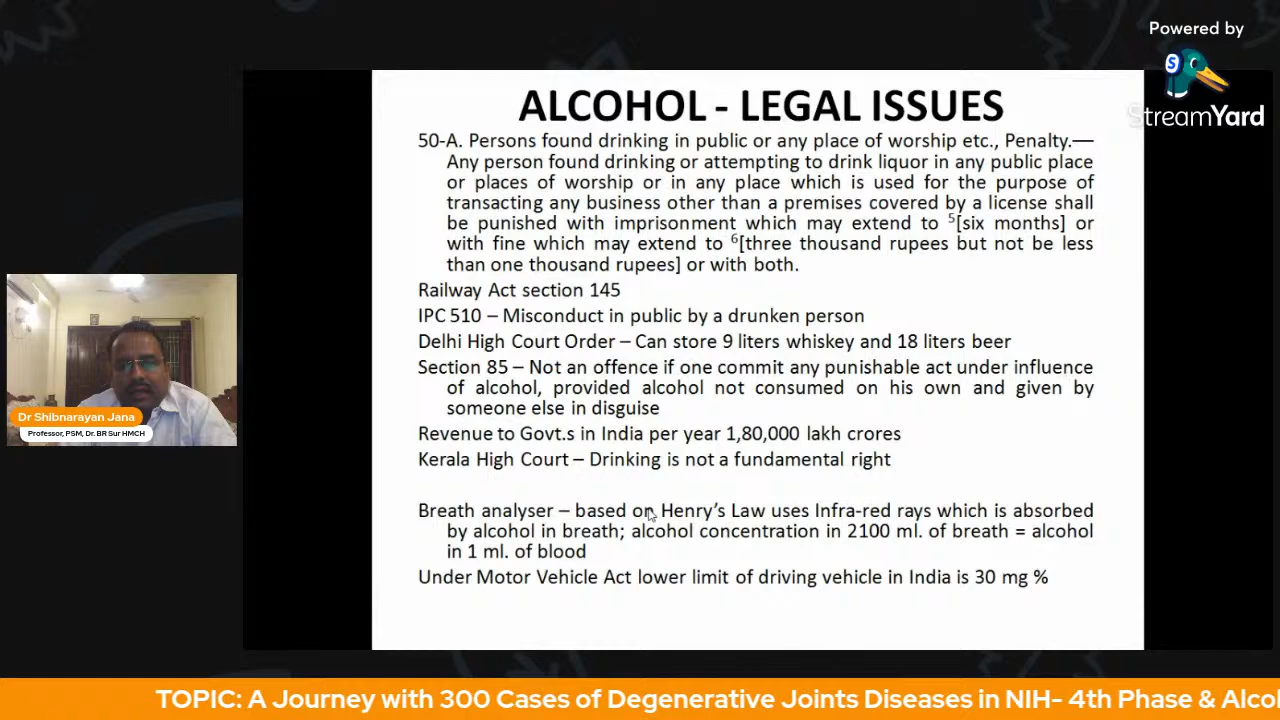 Powered by
S
StreamYard
ALCOHOL - LEGAL ISSUES
50-A. Persons found drinking in public or any place of worship etc., Penalty.—
Any person found drinking or attempting to drink liquor in any public place
or places of worship or in any place which is used for the purpose of
transacting any business other than a premises covered by a license shall
be punished with imprisonment which may extend to 5[six months] or
with fine which may extend to 6[three thousand rupees but not be less
than one thousand rupees] or with both.
Railway Act section 145
IPC 510 – Misconduct in public by a drunken person
Delhi High Court Order – Can store 9 liters whiskey and 18 liters beer
Section 85 – Not an offence if one commit any punishable act under influence
of alcohol, provided alcohol not consumed on his own and given by
someone else in disguise
Revenue to Govt.s in India per year 1,80,000 lakh crores
Kerala High Court – Drinking is not a fundamental right
Breath analyser – based on Henry's Law uses Infra-red rays which is absorbed
by alcohol in breath; alcohol concentration in 2100 ml. of breath = alcohol
in 1 ml. of blood
Under Motor Vehicle Act lower limit of driving vehicle in India is 30 mg %
Dr Shibnarayan Jana
Professor, PSM, Dr. BR Sur HMCH
TOPIC: A Journey with 300 Cases of Degenerative Joints Diseases in NIH- 4th Phase & Alco